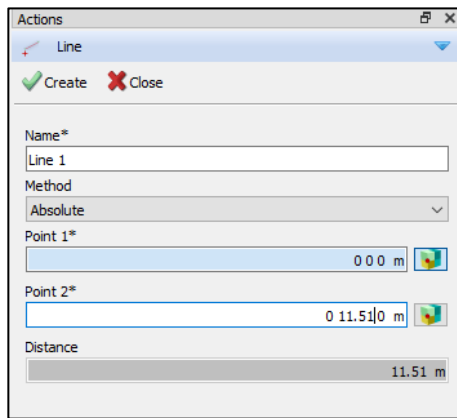 Actions
Line
Create Close
Name*
Line 1
Method
Absolute
Point 1*
0 0 0 m
Point 2*
0 11.51 0 m
Distance
11.51 m